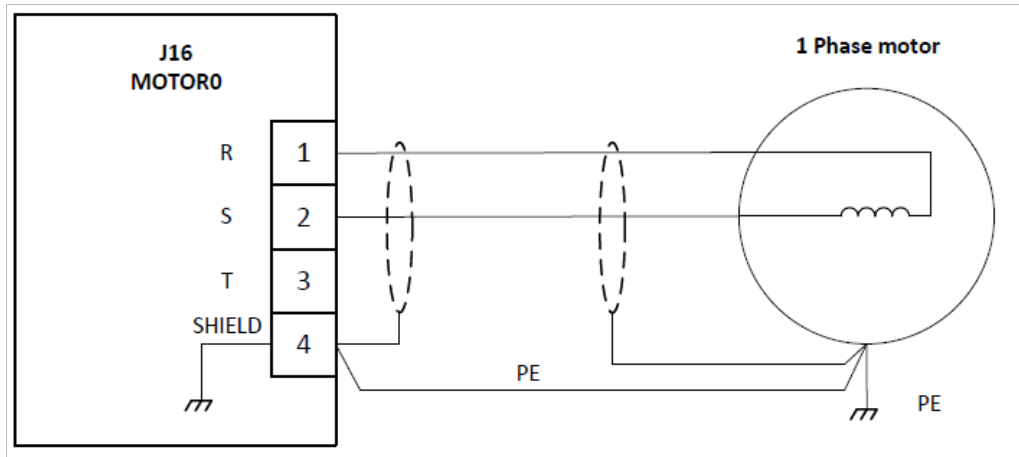 J16
MOTOR0
1 Phase motor
R 1
S 2
T 3
SHIELD 4
PE
PE